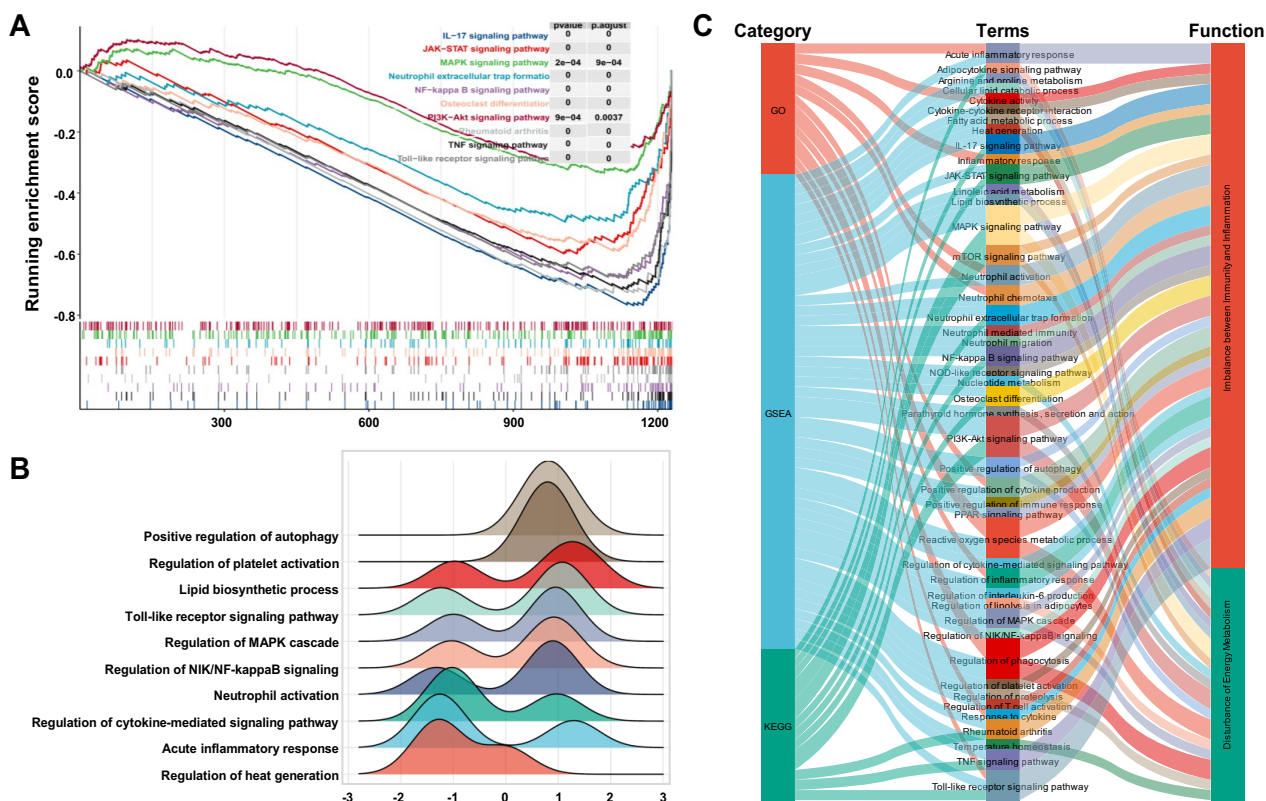 A
pvalue p.adjust
IL−17 signaling pathway 0 0
JAK−STAT signaling pathway 0 0
MAPK signaling pathway 2e−04 9e−04
Neutrophil extracellular trap formatio 0 0
NF−kappa B signaling pathway 0 0
Osteoclast differentiation 0 0
PI3K−Akt signaling pathway 9e−04 0.0037
Rheumatoid arthritis 0 0
TNF signaling pathway 0 0
Toll−like receptor signaling pathway 0 0
Running enrichment score
0.0
-0.2
-0.4
-0.6
-0.8
300 600 900 1200
B
Positive regulation of autophagy
Regulation of platelet activation
Lipid biosynthetic process
Toll-like receptor signaling pathway
Regulation of MAPK cascade
Regulation of NIK/NF-kappaB signaling
Neutrophil activation
Regulation of cytokine-mediated signaling pathway
Acute inflammatory response
Regulation of heat generation
-3 -2 -1 0 1 2 3
C
Category Terms Function
GO
GSEA
KEGG
Acute inflammatory response
Adipocytokine signaling pathway
Arginine and proline metabolism
Cellular lipid catabolic process
Cytokine activity
Cytokine-cytokine receptor interaction
Fatty acid metabolic process
Heat generation
IL-17 signaling pathway
Inflammatory response
JAK-STAT signaling pathway
Linoleic acid metabolism
Lipid biosynthetic process
MAPK signaling pathway
mTOR signaling pathway
Neutrophil activation
Neutrophil chemotaxis
Neutrophil extracellular trap formation
Neutrophil mediated immunity
Neutrophil migration
NF-kappa B signaling pathway
NOD-like receptor signaling pathway
Nucleotide metabolism
Osteoclast differentiation
Parathyroid hormone synthesis, secretion and action
PI3K-Akt signaling pathway
Positive regulation of autophagy
Positive regulation of cytokine production
Positive regulation of immune response
PPAR signaling pathway
Reactive oxygen species metabolic process
Regulation of cytokine-mediated signaling pathway
Regulation of inflammatory response
Regulation of interleukin-6 production
Regulation of lipolysis in adipocytes
Regulation of MAPK cascade
Regulation of NIK/NF-kappaB signaling
Regulation of phagocytosis
Regulation of platelet activation
Regulation of proteolysis
Regulation of T cell activation
Response to cytokine
Rheumatoid arthritis
Temperature homeostasis
TNF signaling pathway
Toll-like receptor signaling pathway
Imbalance between Immunity and Inflammation
Disturbance of Energy Metabolism